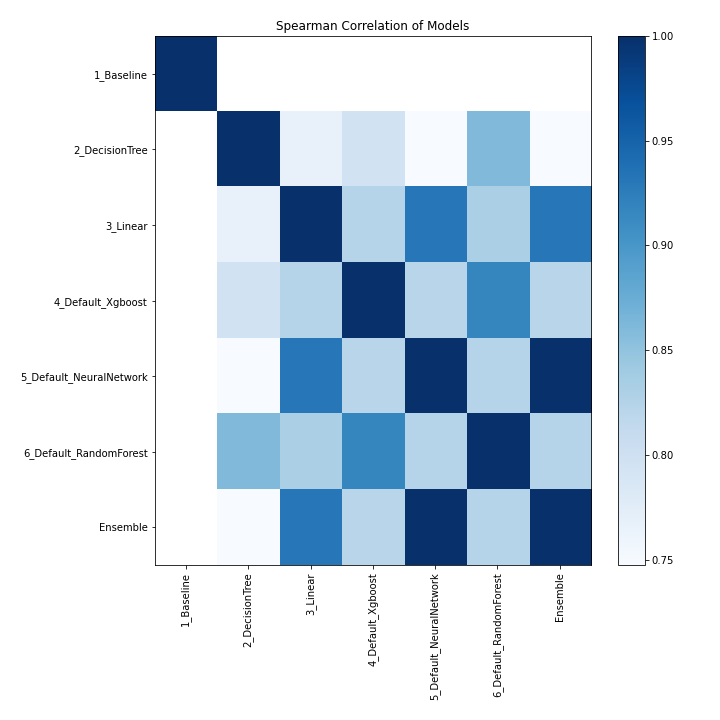 Spearman Correlation of Models
1_Baseline
2_DecisionTree
3_Linear
4_Default_Xgboost
5_Default_NeuralNetwork
6_Default_RandomForest
Ensemble
1_Baseline
2_DecisionTree
3_Linear
4_Default_Xgboost
5_Default_NeuralNetwork
6_Default_RandomForest
Ensemble
1.00
0.95
0.90
0.85
0.80
0.75